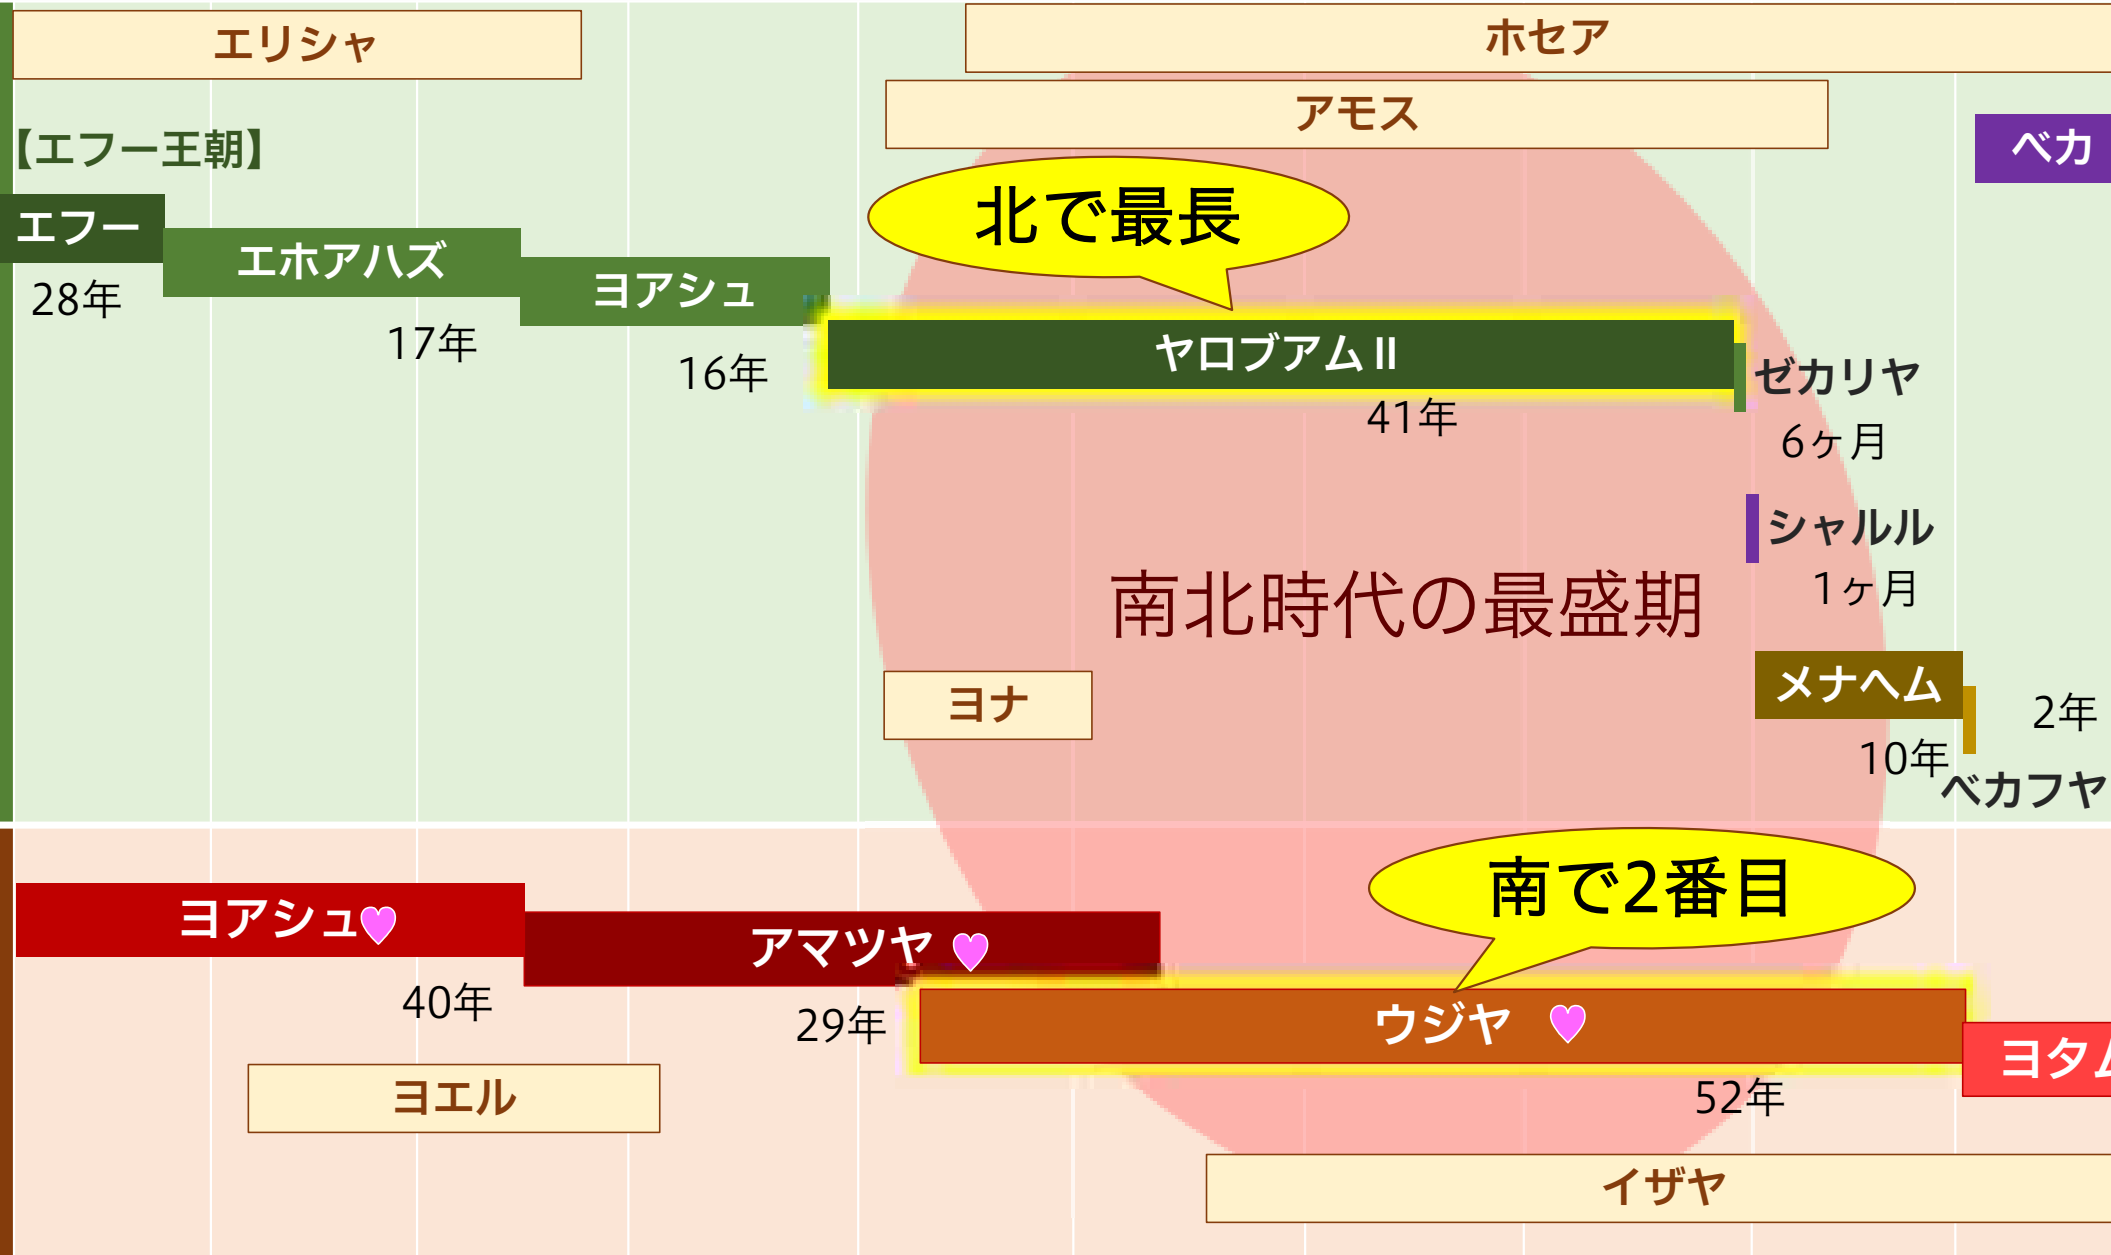 エリシャ
ホセア
アモス
【エフー王朝】
ベカ
エフー
28年
エホアハズ
17年
ヨアシュ
16年
北で最長
ヤロブアムⅡ
41年
ゼカリヤ
6ヶ月
シャルル
1ヶ月
南北時代の最盛期
ヨナ
メナヘム
10年
2年
ベカフヤ
南で2番目
ヨアシュ
40年
アマツヤ
29年
ウジヤ
52年
ヨタム
ヨエル
イザヤ